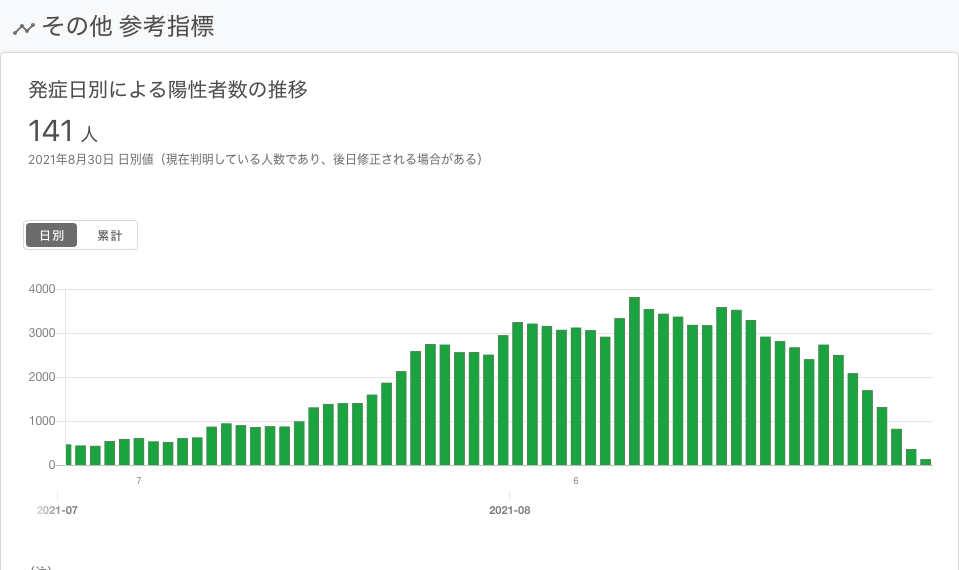 その他 参考指標
発症日別による陽性者数の推移
141 人
2021年8月30日 日別値（現在判明している人数であり、後日修正される場合がある）
日別 累計
4000
3000
2000
1000
0
7 6
2021-07 2021-08